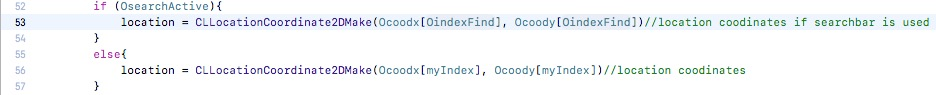 52 if (OsearchActive){
53 location = CLLocationCoordinate2DMake(Ocoodx[OindexFind], Ocoody[OindexFind])//location coodinates if searchbar is used
54 }
55 else{
56 location = CLLocationCoordinate2DMake(Ocoodx[myIndex], Ocoody[myIndex])//location coodinates
57 }